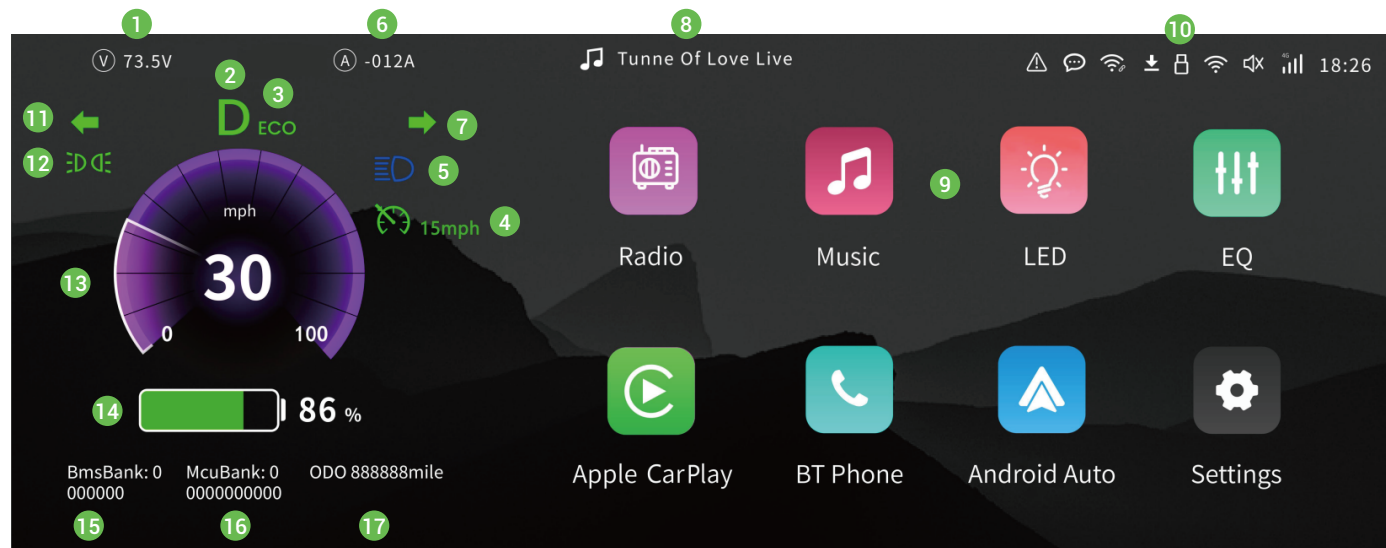 1
6
8
10
V 73.5V
A -012A
Tunne Of Love Live
4G
18:26
2
3
11
D ECO
7
12
5
9
mph
4
15mph
Radio
Music
LED
EQ
13
30
0
100
14
86 %
Apple CarPlay
BT Phone
Android Auto
Settings
BmsBank: 0
000000
McuBank: 0
0000000000
ODO 888888mile
15
16
17